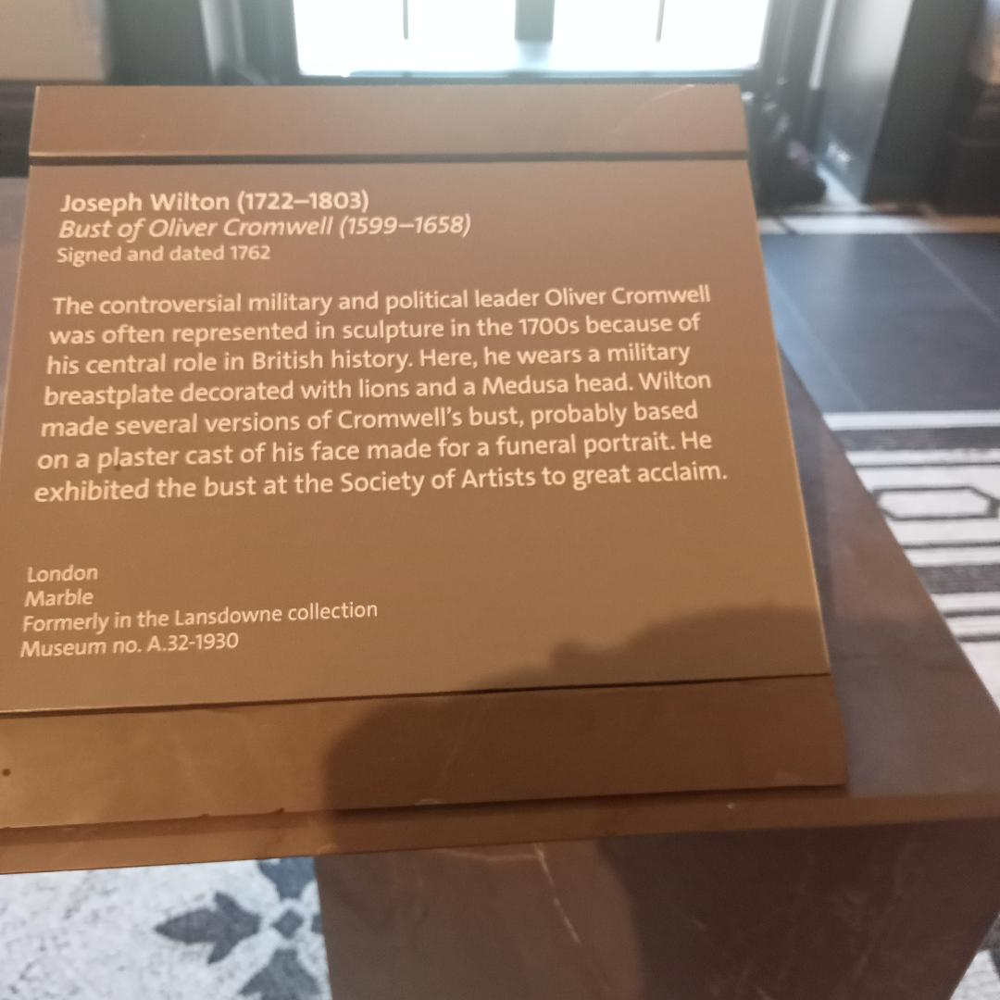 Joseph Wilton (1722–1803)
Bust of Oliver Cromwell (1599–1658)
Signed and dated 1762
The controversial military and political leader Oliver Cromwell
was often represented in sculpture in the 1700s because of
his central role in British history. Here, he wears a military
breastplate decorated with lions and a Medusa head. Wilton
made several versions of Cromwell’s bust, probably based
on a plaster cast of his face made for a funeral portrait. He
exhibited the bust at the Society of Artists to great acclaim.
London
Marble
Formerly in the Lansdowne collection
Museum no. A.32-1930